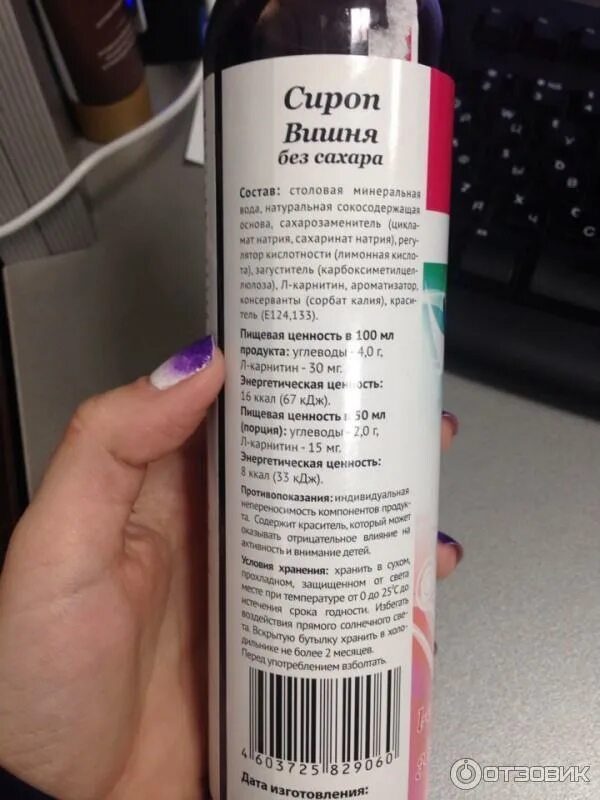 Сироп
Вишня
без сахара
Состав: столовая минеральная
вода, натуральная сокосодержащая
основа, сахарозаменитель (цикла-
мат натрия, сахаринат натрия), регу-
лятор кислотности (лимонная кисло-
та), загуститель (карбоксиметилцел-
люлоза), Л-карнитин, ароматизатор,
консерванты (сорбат калия), краси-
тель (Е124,133).
Пищевая ценность в 100 мл
продукта: углеводы - 4,0 г,
Л-карнитин - 30 мг.
Энергетическая ценность:
16 ккал (67 кДж).
Пищевая ценность в 50 мл
(порция): углеводы - 2,0 г,
Л-карнитин - 15 мг.
Энергетическая ценность:
8 ккал (33 кДж).
Противопоказания: индивидуальная
непереносимость компонентов продук-
та. Содержит краситель, который может
оказывать отрицательное влияние на
активность и внимание детей.
Условия хранения: хранить в сухом,
прохладном, защищенном от света
месте при температуре от 0 до 25°С до
истечения срока годности. Избегать
воздействия прямого солнечного све-
та. Вскрытую бутылку хранить в холо-
дильнике не более 2 месяцев.
Перед употреблением взболтать.
4 603725 829060
Дата изготовления:
ОТЗОВИК